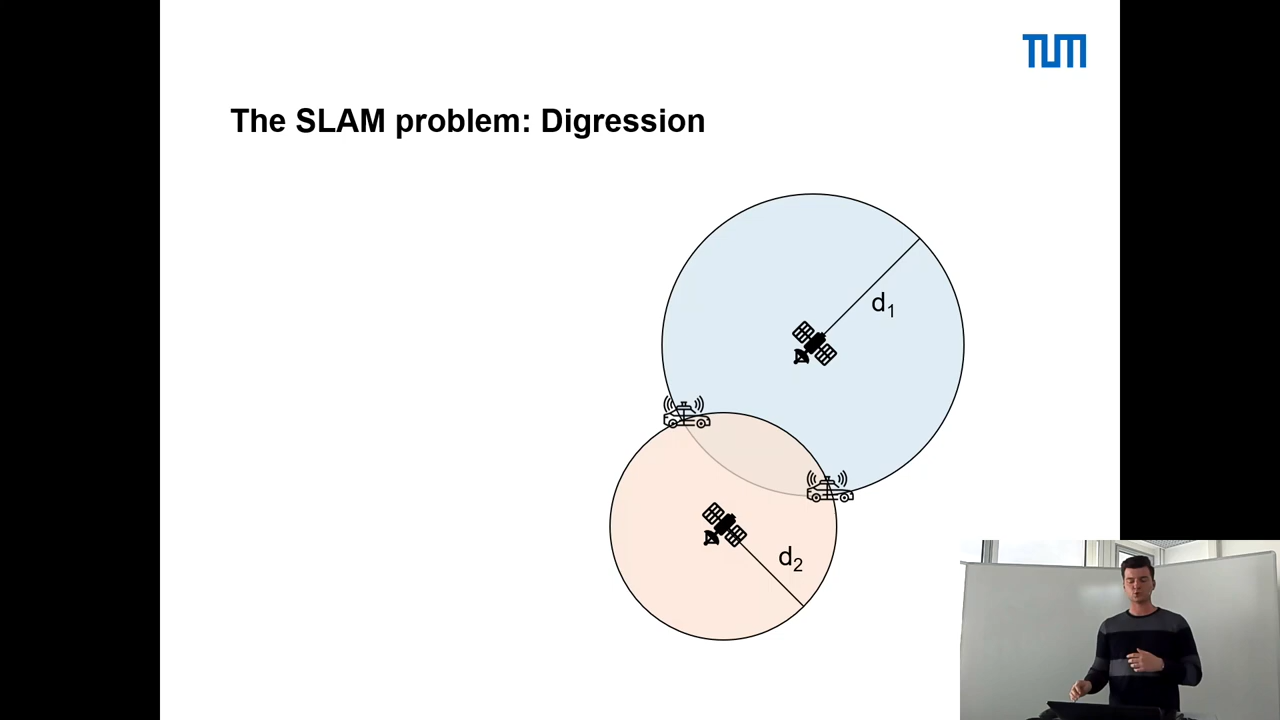 TUM
The SLAM problem: Digression
d₁
d₂